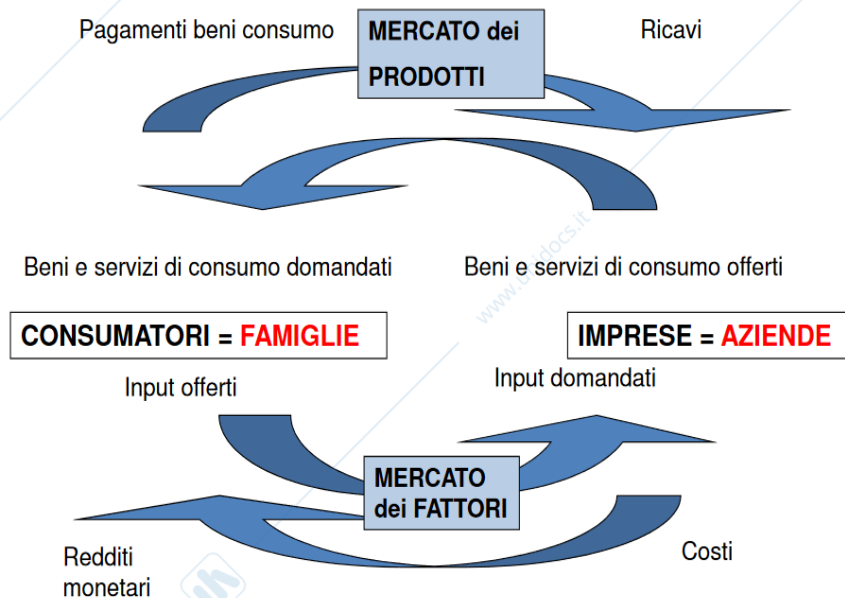 Pagamenti beni consumo
MERCATO dei
PRODOTTI
Ricavi
Beni e servizi di consumo domandati
Beni e servizi di consumo offerti
CONSUMATORI = FAMIGLIE
IMPRESE = AZIENDE
Input offerti
Input domandati
MERCATO
dei FATTORI
Redditi
monetari
Costi